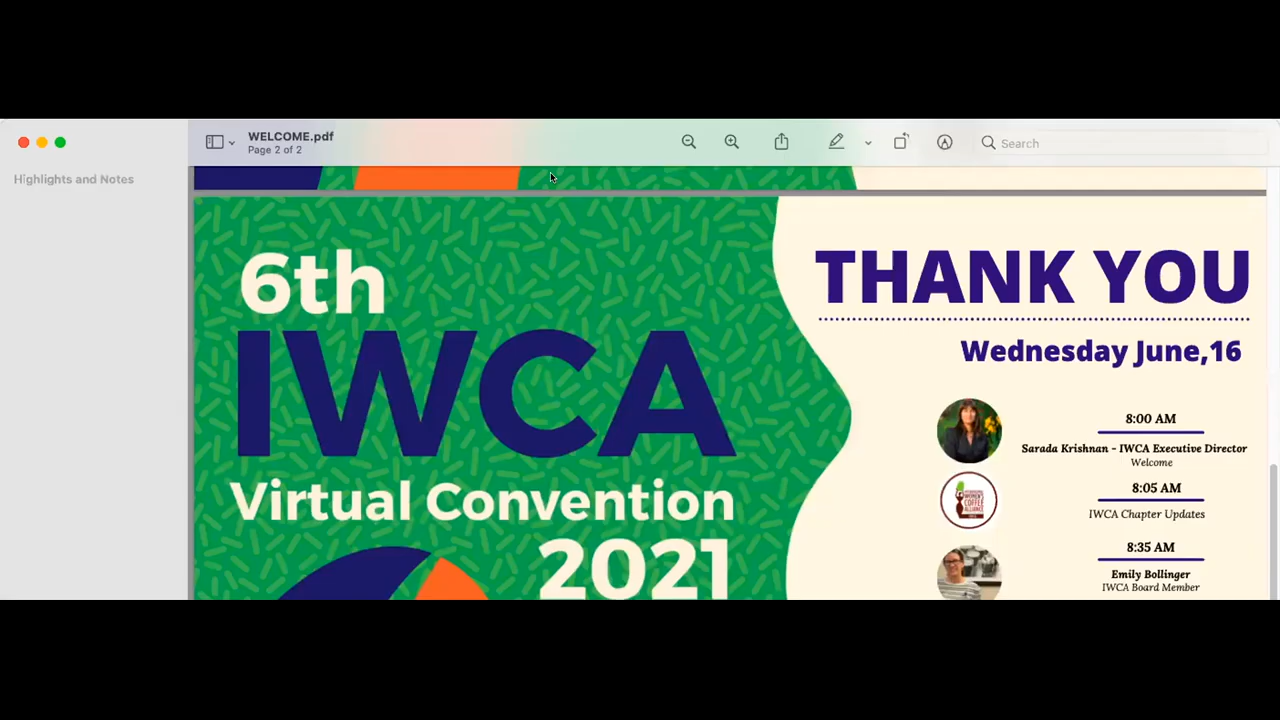 WELCOME.pdf
Page 2 of 2
Search
Highlights and Notes
6th
IWCA
Virtual Convention
2021
THANK YOU
Wednesday June,16
8:00 AM
Sarada Krishnan - IWCA Executive Director
Welcome
8:05 AM
IWCA Chapter Updates
8:35 AM
Emily Bollinger
IWCA Board Member